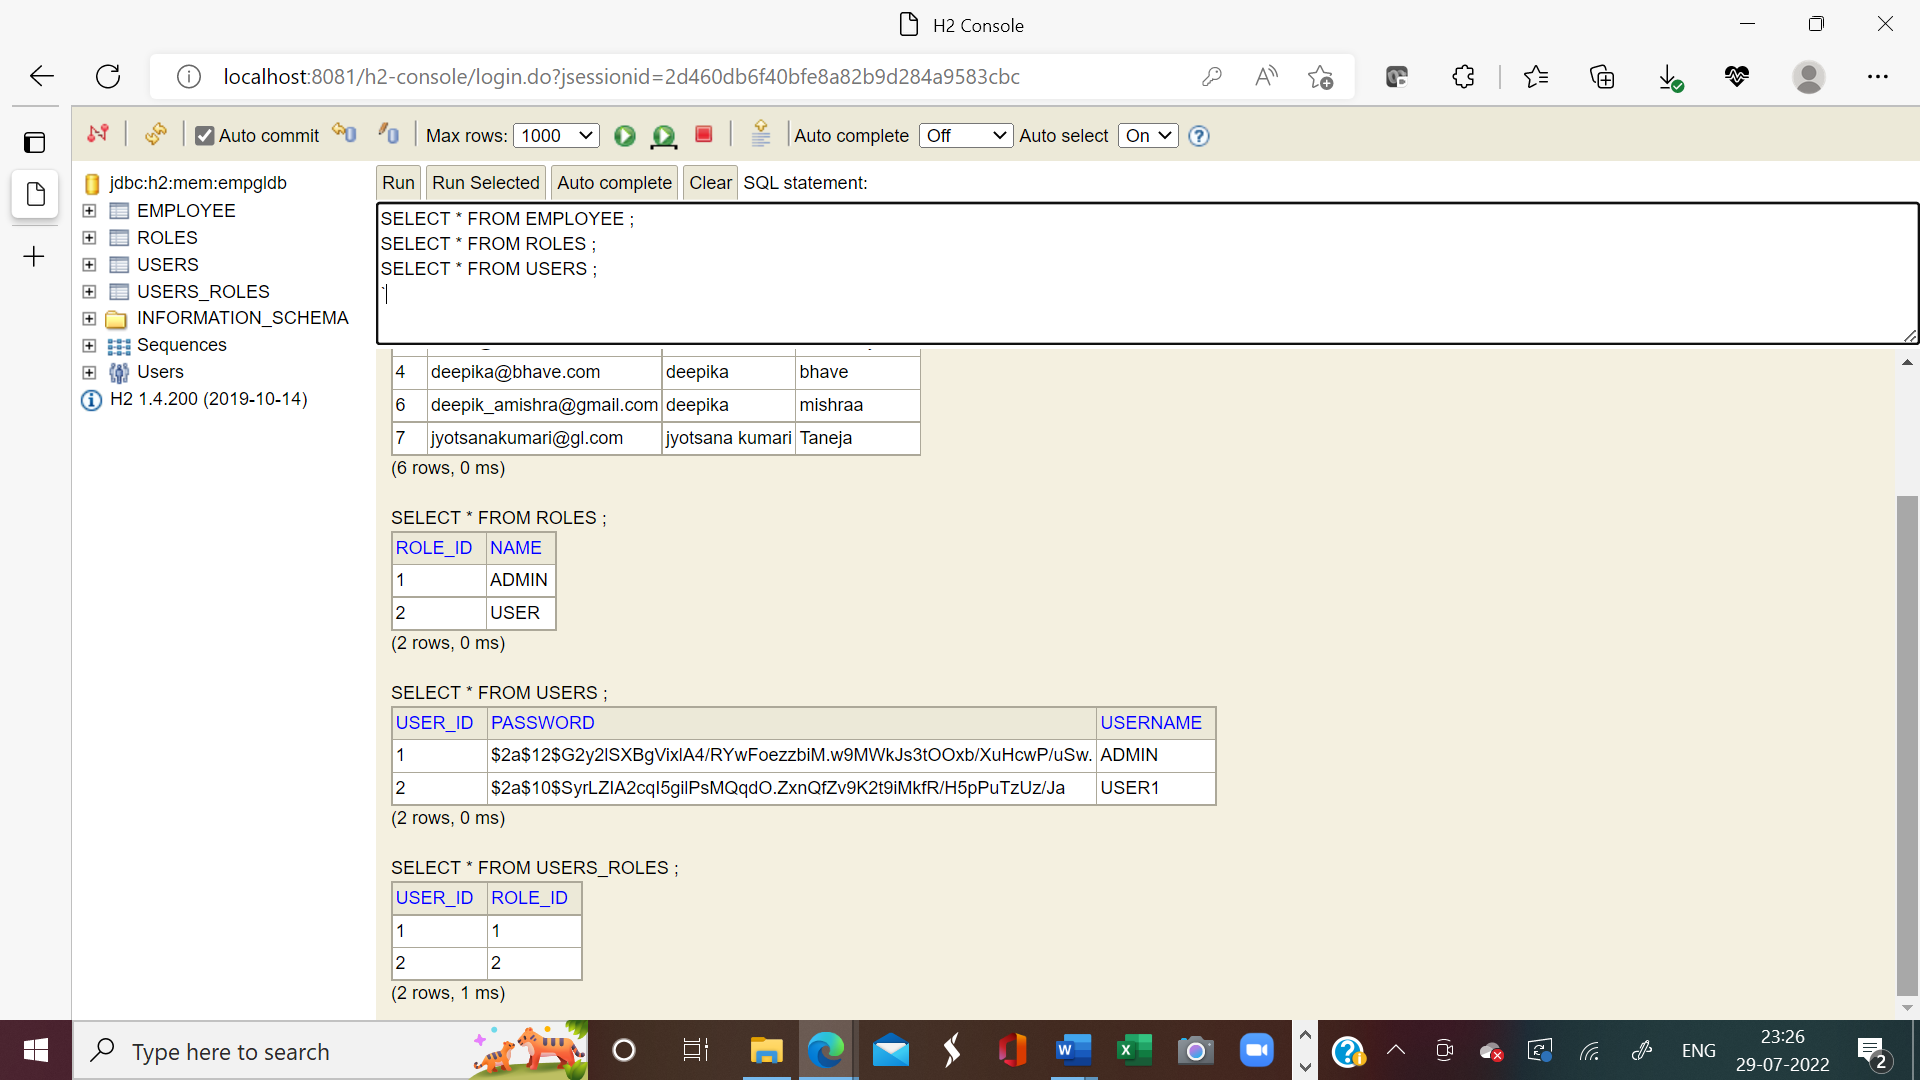 H2 Console
localhost:8081/h2-console/login.do?jsessionid=2d460db6f40bfe8a82b9d284a9583cbc
Auto commit Max rows: 1000 Auto complete Off Auto select On
jdbc:h2:mem:empgldb
EMPLOYEE
ROLES
USERS
USERS_ROLES
INFORMATION_SCHEMA
Sequences
Users
H2 1.4.200 (2019-10-14)
Run Run Selected Auto complete Clear SQL statement:
SELECT * FROM EMPLOYEE ;
SELECT * FROM ROLES ;
SELECT * FROM USERS ;
`
4 deepika@bhave.com deepika bhave
6 deepik_amishra@gmail.com deepika mishraa
7 jyotsanakumari@gl.com jyotsana kumari Taneja
(6 rows, 0 ms)
SELECT * FROM ROLES ;
ROLE_ID NAME
1 ADMIN
2 USER
(2 rows, 0 ms)
SELECT * FROM USERS ;
USER_ID PASSWORD USERNAME
1 $2a$12$G2y2lSXBgVixlA4/RYwFoezzbiM.w9MWkJs3tOOxb/XuHcwP/uSw. ADMIN
2 $2a$10$SyrLZIA2cqI5gilPsMQqdO.ZxnQfZv9K2t9iMkfR/H5pPuTzUz/Ja USER1
(2 rows, 0 ms)
SELECT * FROM USERS_ROLES ;
USER_ID ROLE_ID
1 1
2 2
(2 rows, 1 ms)
Type here to search
ENG
23:26
29-07-2022
2